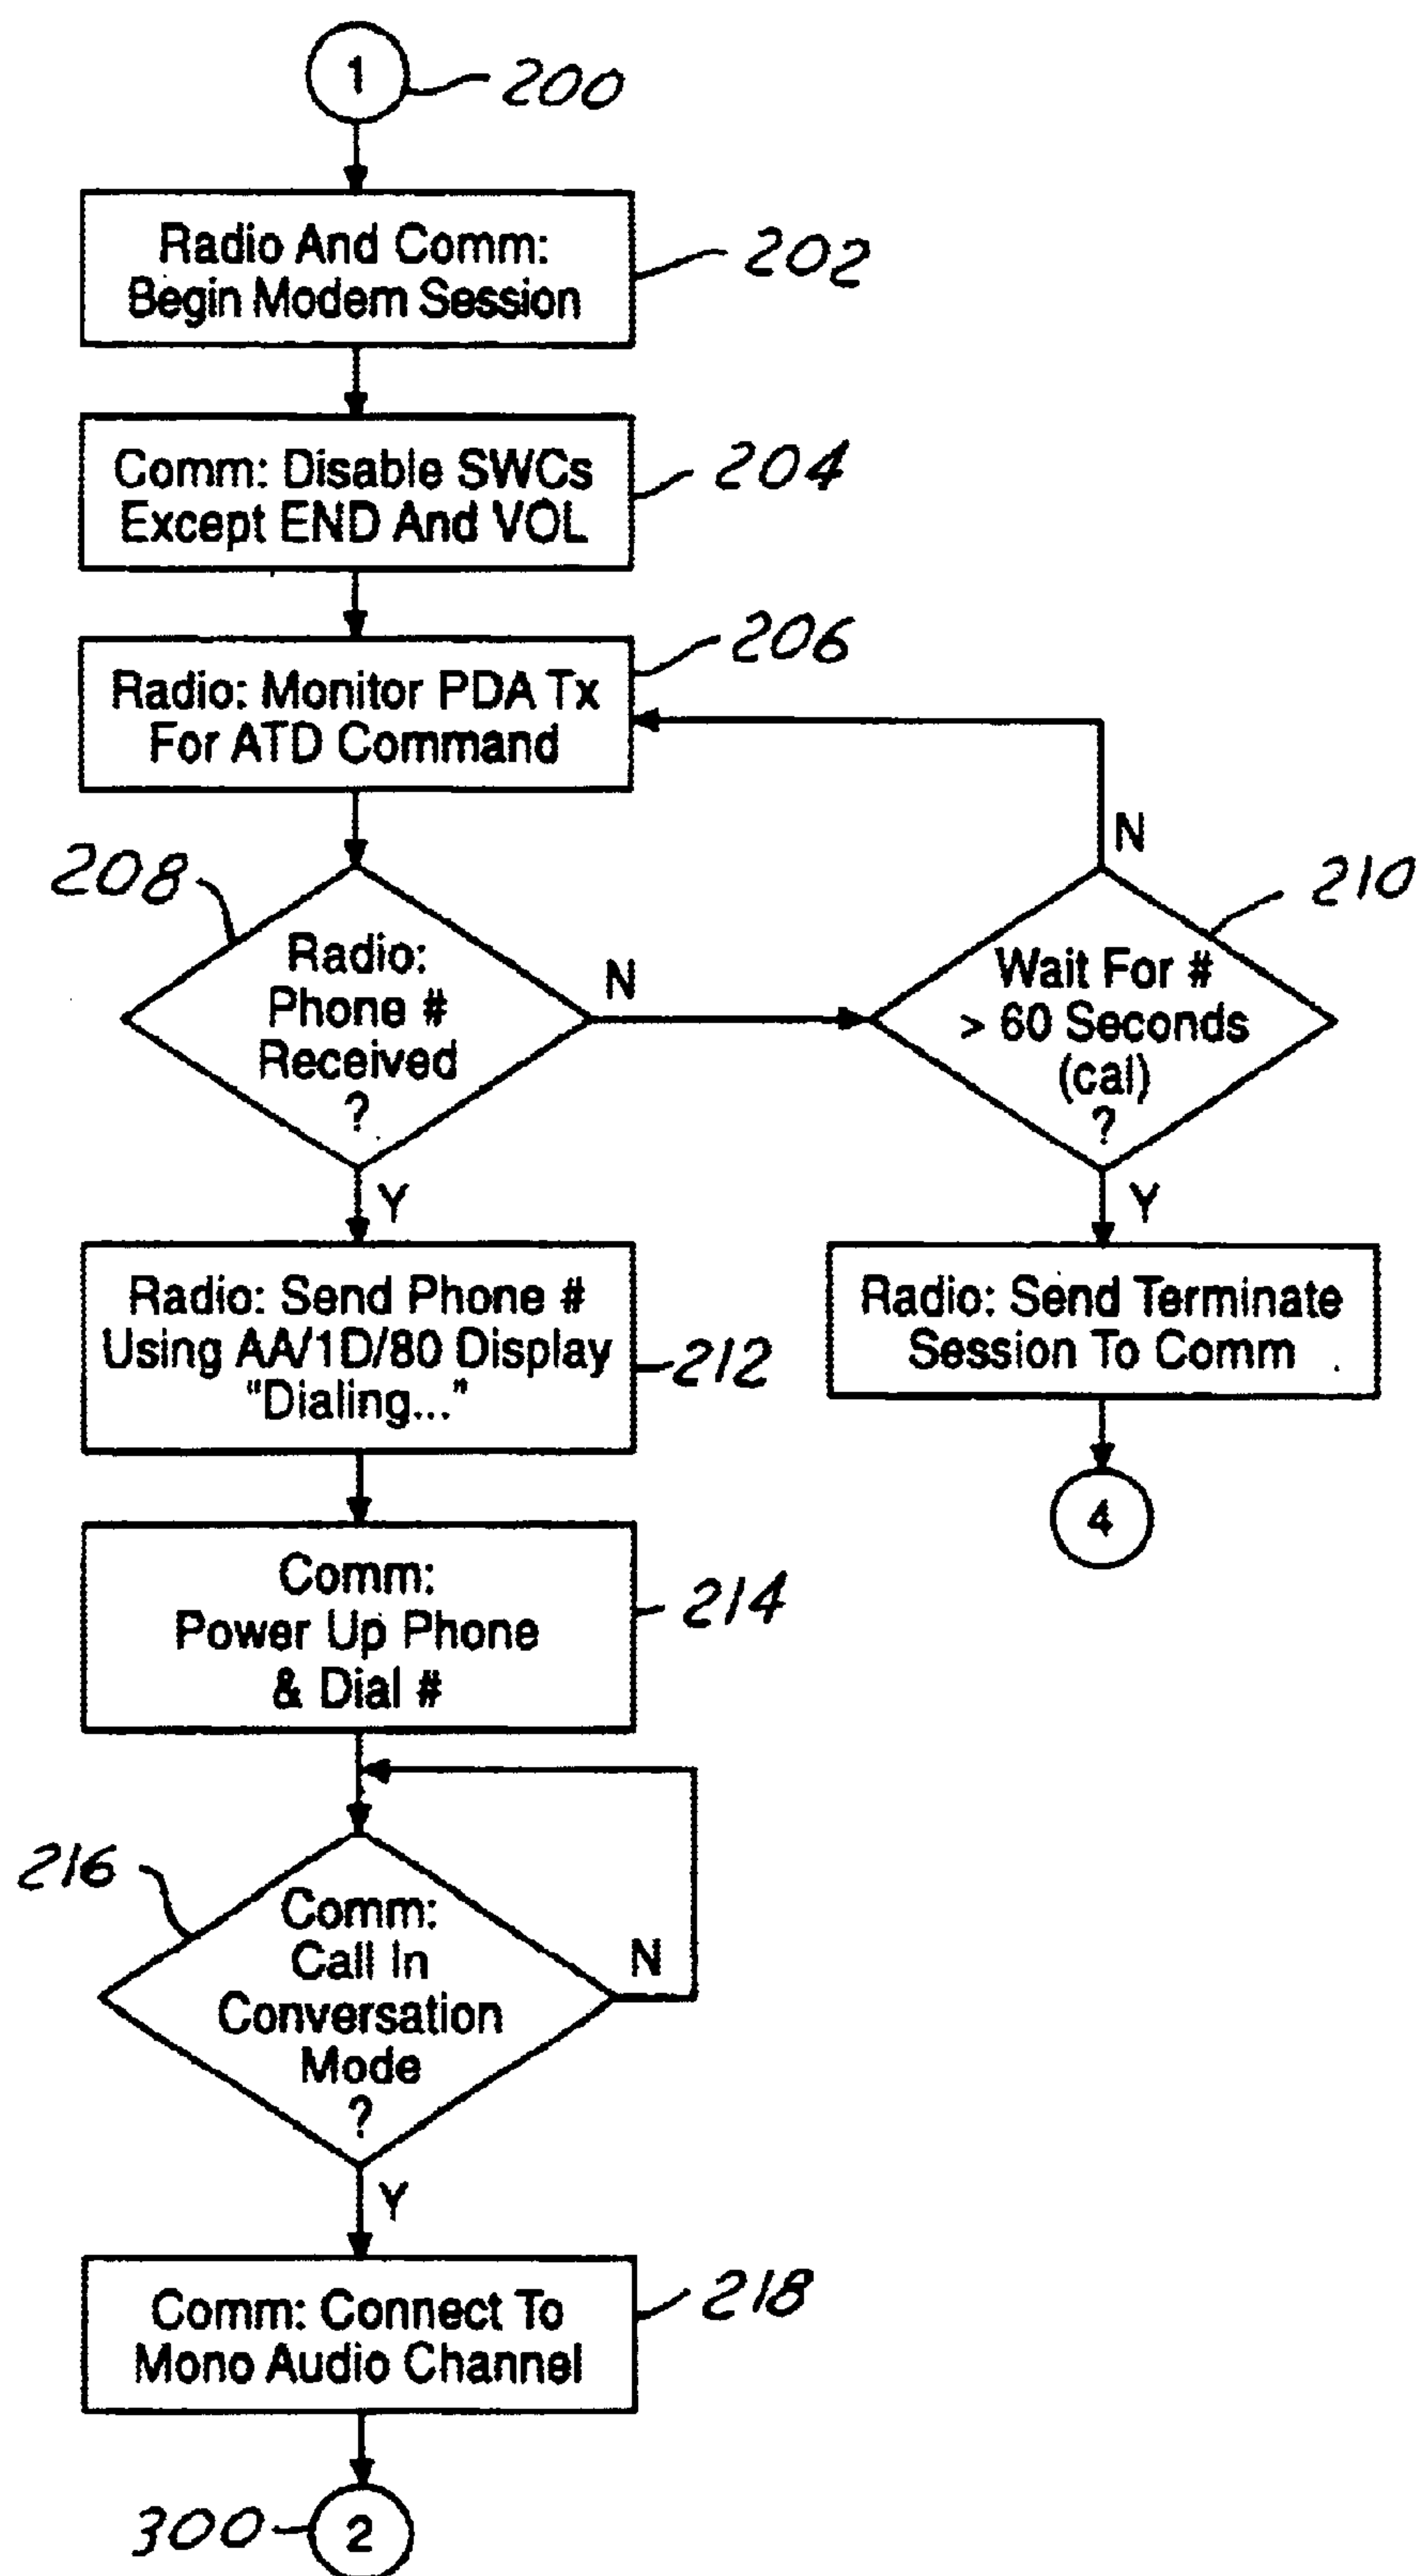 1
200
Radio And Comm:
Begin Modem Session
202
Comm: Disable SWCs
Except END And VOL
204
Radio: Monitor PDA Tx
For ATD Command
206
208
Radio:
Phone #
Received
?
N
Y
N
210
Wait For #
> 60 Seconds
(cal)
?
Y
Radio: Send Phone #
Using AA/1D/80 Display
"Dialing..."
212
Radio: Send Terminate
Session To Comm
4
Comm:
Power Up Phone
& Dial #
214
216
Comm:
Call In
Conversation
Mode
?
N
Y
Comm: Connect To
Mono Audio Channel
218
300
2